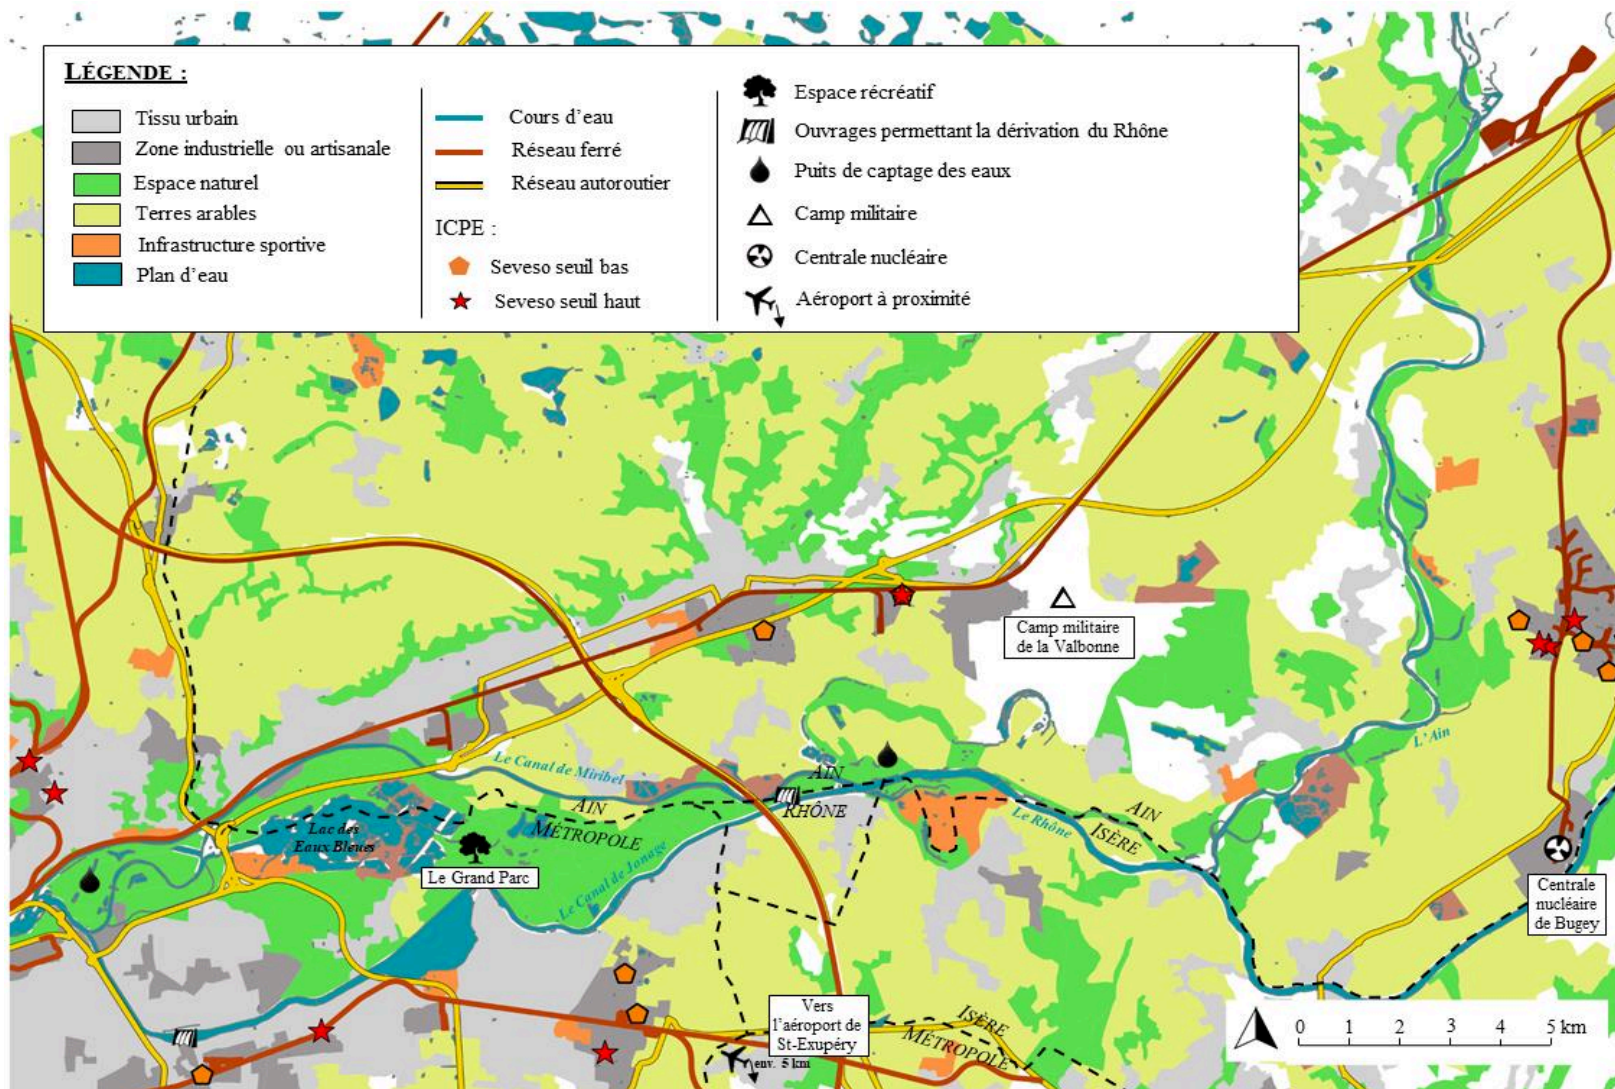 LÉGENDE :
Tissu urbain
Zone industrielle ou artisanale
Espace naturel
Terres arables
Infrastructure sportive
Plan d'eau
Cours d'eau
Réseau ferré
Réseau autoroutier
ICPE :
Seveso seuil bas
Seveso seuil haut
Espace récréatif
Ouvrages permettant la dérivation du Rhône
Puits de captage des eaux
Camp militaire
Centrale nucléaire
Aéroport à proximité
Camp militaire
de la Valbonne
L'Ain
Le Canal de Miribel
AIN
RHÔNE
AIN
MÉTROPOLE
Le Rhône
AIN
ISÈRE
Lac des
Eaux Bleues
Le Grand Parc
Le Canal de Jonage
Centrale
nucléaire
de Bugey
Vers
l'aéroport de
St-Exupéry
ISÈRE
MÉTROPOLE
env. 5 km
0 1 2 3 4 5 km